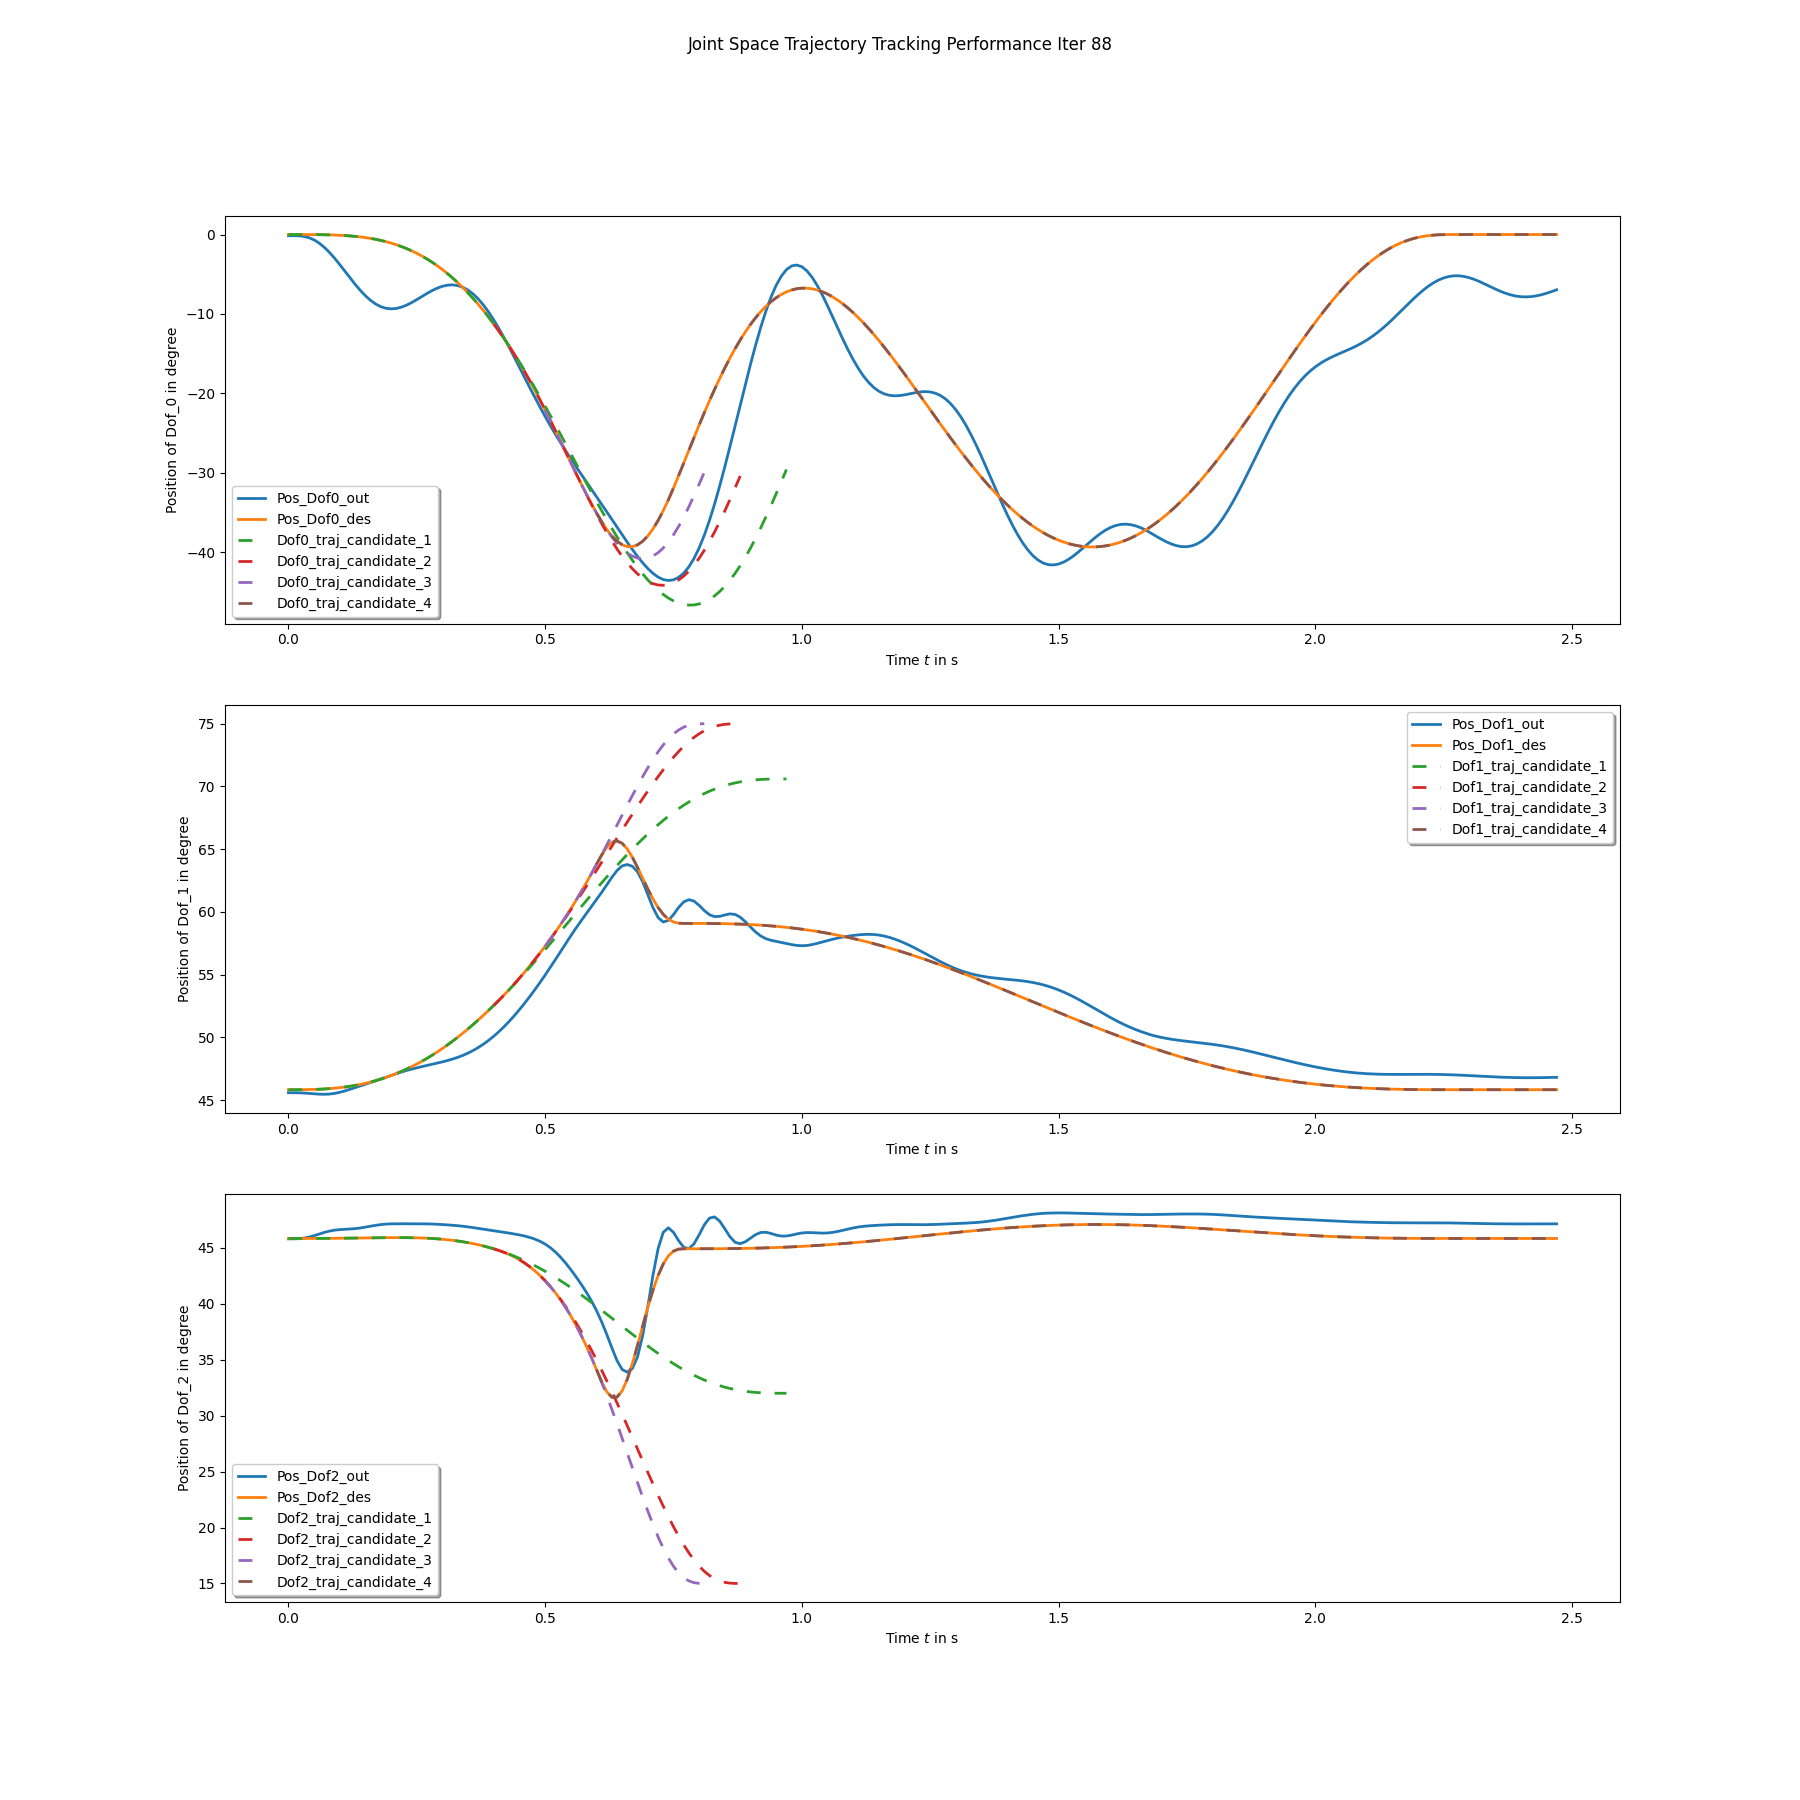 Joint Space Trajectory Tracking Performance Iter 88
Position of Dof_0 in degree
0
−10
−20
−30
−40
Pos_Dof0_out
Pos_Dof0_des
Dof0_traj_candidate_1
Dof0_traj_candidate_2
Dof0_traj_candidate_3
Dof0_traj_candidate_4
0.0 0.5 1.0 1.5 2.0 2.5
Time t in s
Position of Dof_1 in degree
75
70
65
60
55
50
45
Pos_Dof1_out
Pos_Dof1_des
Dof1_traj_candidate_1
Dof1_traj_candidate_2
Dof1_traj_candidate_3
Dof1_traj_candidate_4
0.0 0.5 1.0 1.5 2.0 2.5
Time t in s
Position of Dof_2 in degree
45
40
35
30
25
20
15
Pos_Dof2_out
Pos_Dof2_des
Dof2_traj_candidate_1
Dof2_traj_candidate_2
Dof2_traj_candidate_3
Dof2_traj_candidate_4
0.0 0.5 1.0 1.5 2.0 2.5
Time t in s